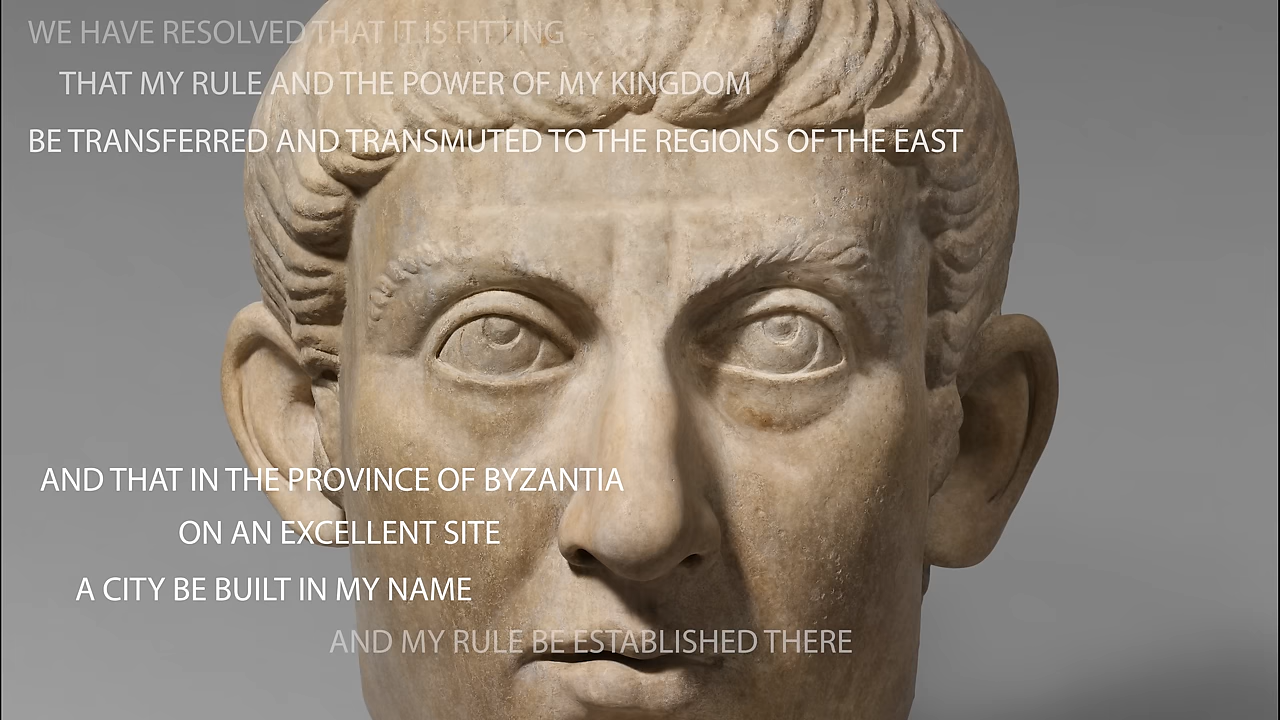 WE HAVE RESOLVED THAT IT IS FITTING
THAT MY RULE AND THE POWER OF MY KINGDOM
BE TRANSFERRED AND TRANSMUTED TO THE REGIONS OF THE EAST
AND THAT IN THE PROVINCE OF BYZANTIA
ON AN EXCELLENT SITE
A CITY BE BUILT IN MY NAME
AND MY RULE BE ESTABLISHED THERE